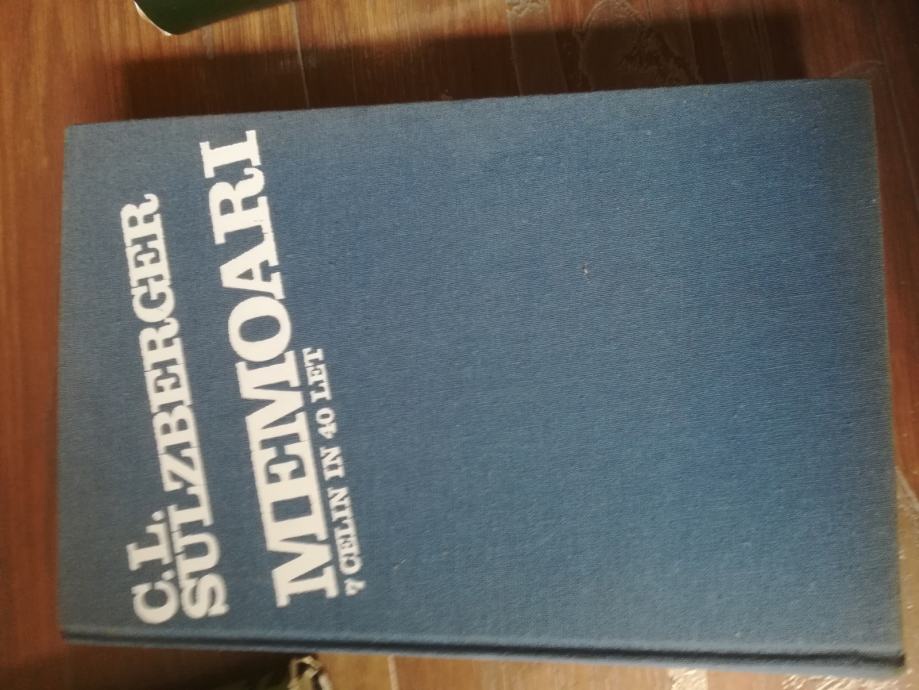 C.L.
SULZBERGER
MEMOARI
7 CELIN IN 40 LET